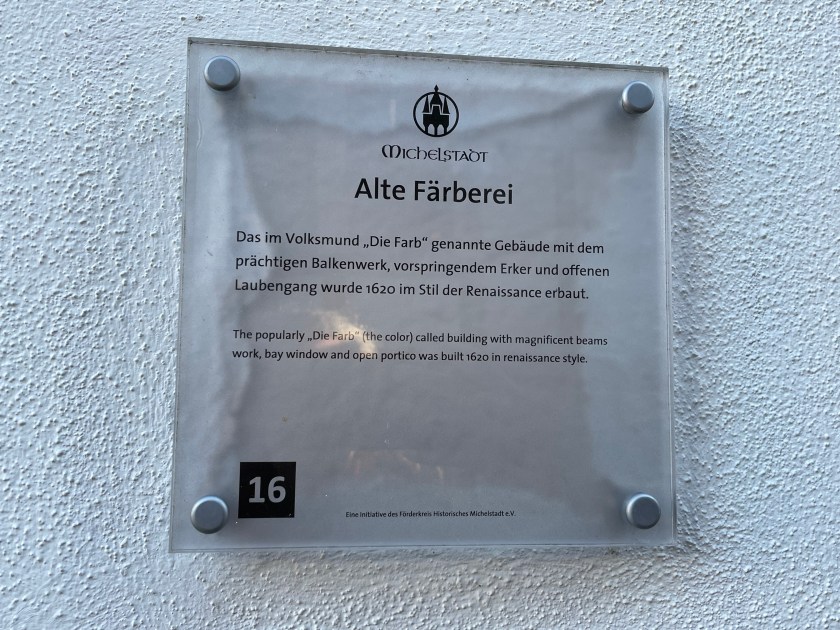 MICHELSTADT
Alte Färberei
Das im Volksmund „Die Farb“ genannte Gebäude mit dem
prächtigen Balkenwerk, vorspringendem Erker und offenen
Laubengang wurde 1620 im Stil der Renaissance erbaut.
The popularly „Die Farb“ (the color) called building with magnificent beams
work, bay window and open portico was built 1620 in renaissance style.
16
Eine Initiative des Förderkreis Historisches Michelstadt e.V.